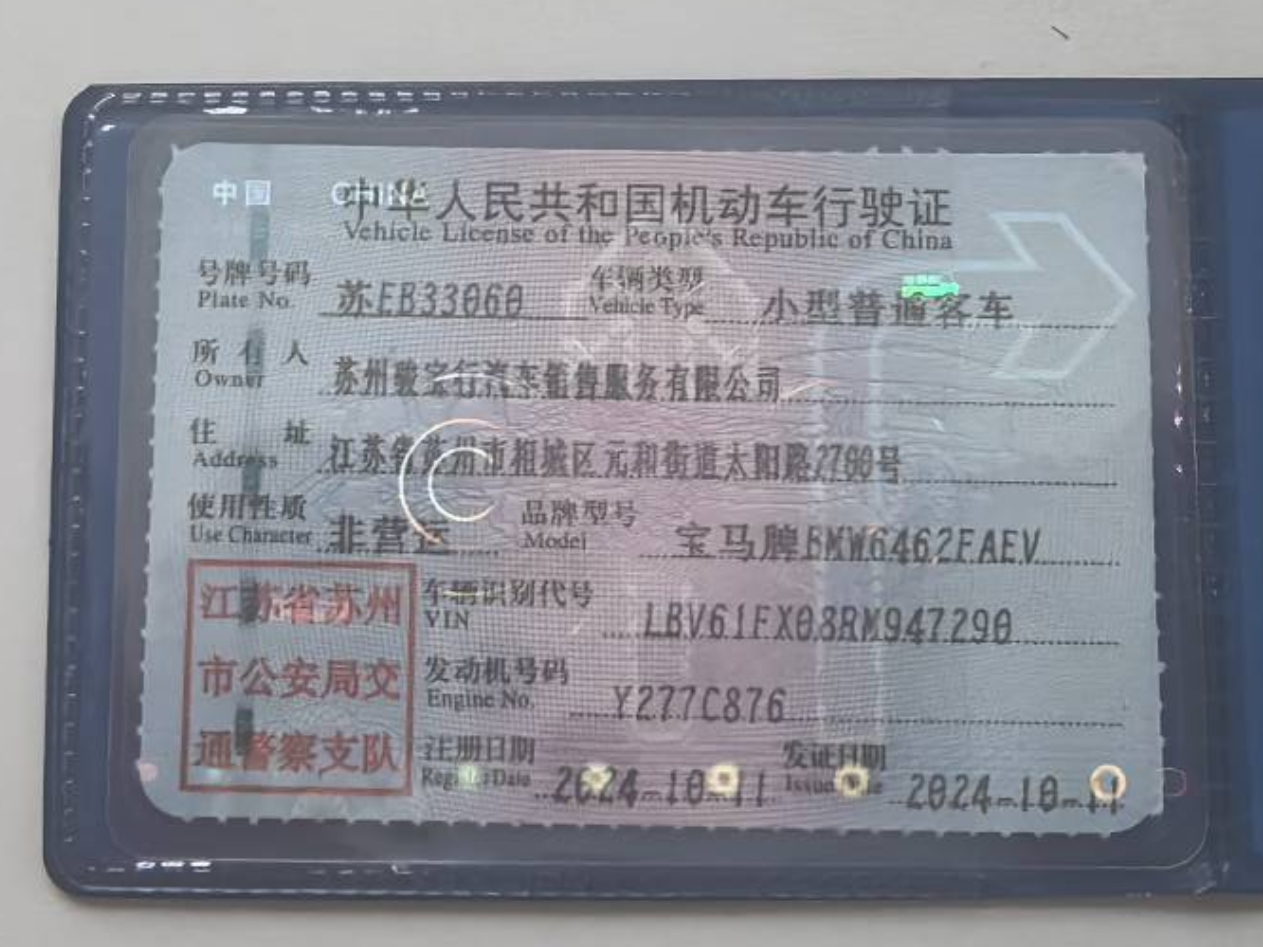 中国 CHINA
中华人民共和国机动车行驶证
Vehicle License of the People's Republic of China
号牌号码 苏EB33060 车辆类型 小型普通客车
Plate No. Vehicle Type
所有人 苏州骏宝行汽车销售服务有限公司
Owner
住址 江苏省苏州市相城区元和街道太阳路2700号
Address
使用性质 非营运 品牌型号 宝马牌BMW6462FAEV
Use Character Model
江苏省苏州
市公安局交
通警察支队
车辆识别代号 LBV61FX08RM947290
VIN
发动机号码 Y277C876
Engine No.
注册日期 2024-10-11 发证日期 2024-10-11
Register Date Issue Date